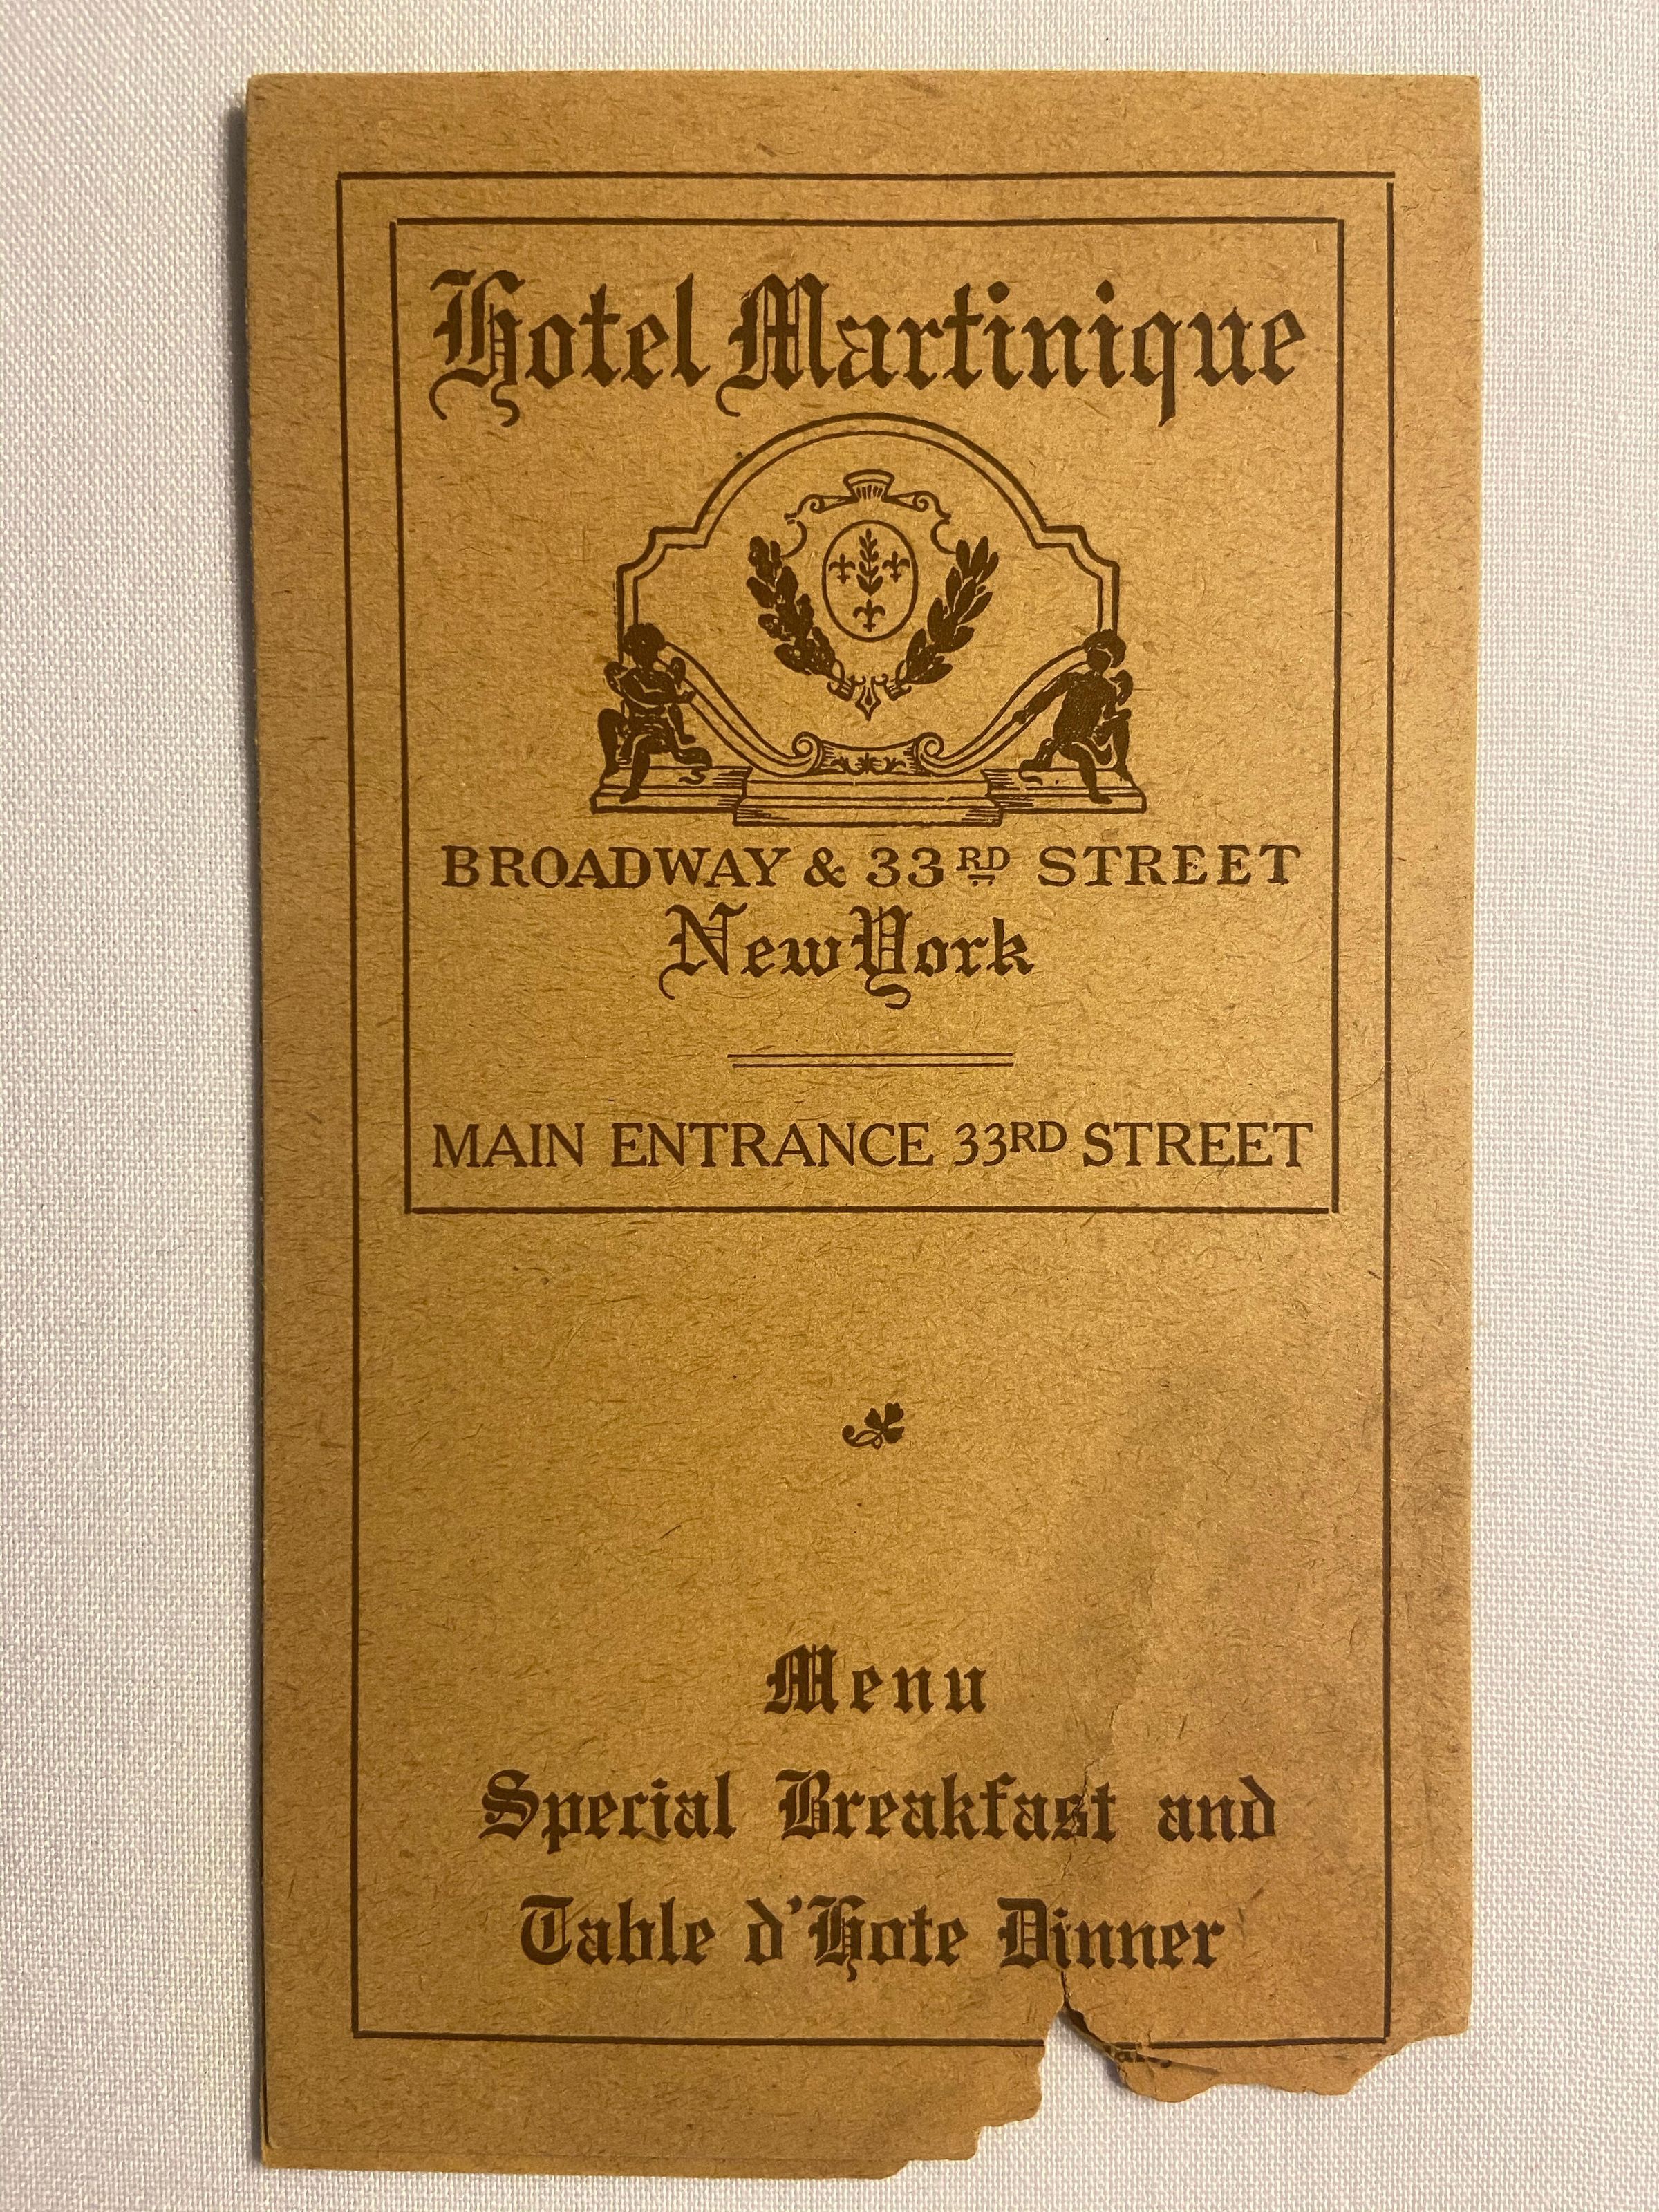 Hotel Martinique
BROADWAY & 33RD STREET
New York
MAIN ENTRANCE 33RD STREET
Menu
Special Breakfast and
Table d'Hote Dinner